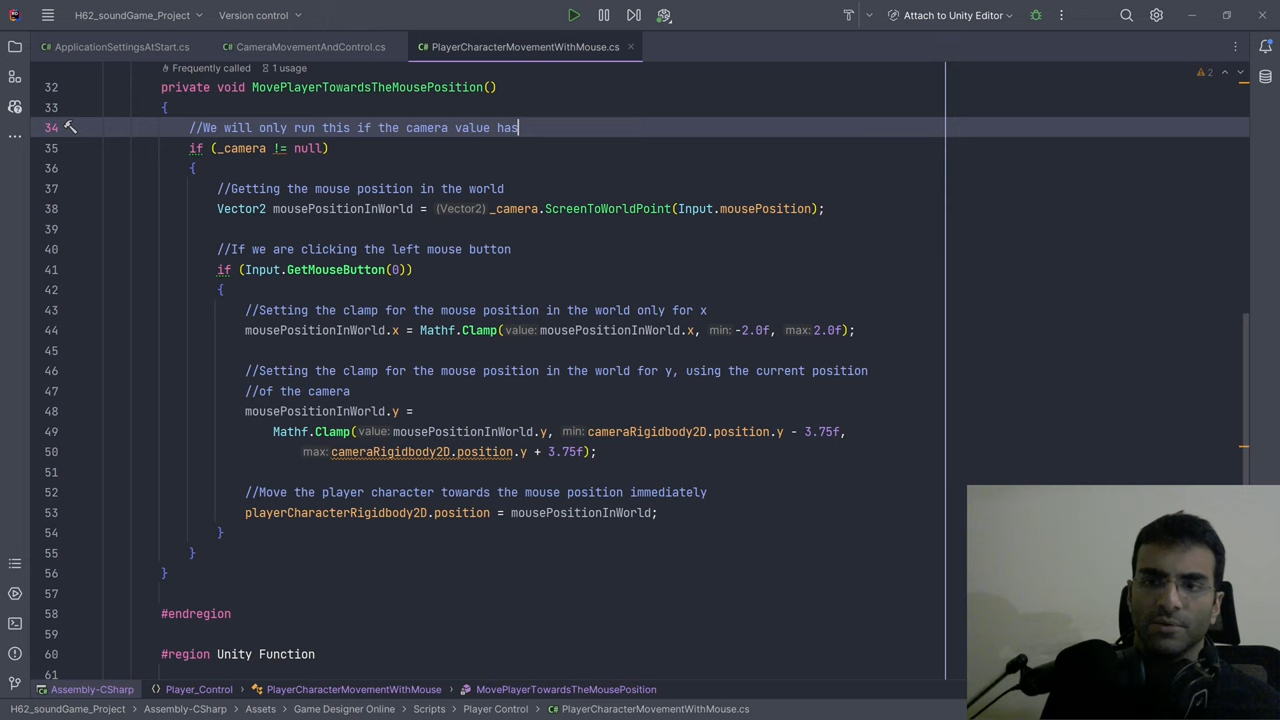 H62_soundGame_Project
Version control
Attach to Unity Editor
ApplicationSettingsAtStart.cs
CameraMovementAndControl.cs
PlayerCharacterMovementWithMouse.cs
Frequently called 1 usage
2
32 private void MovePlayerTowardsTheMousePosition()
33 {
34 //We will only run this if the camera value has
35 if (_camera != null)
36 {
37 //Getting the mouse position in the world
38 Vector2 mousePositionInWorld = (Vector2)_camera.ScreenToWorldPoint(Input.mousePosition);
39
40 //If we are clicking the left mouse button
41 if (Input.GetMouseButton(0))
42 {
43 //Setting the clamp for the mouse position in the world only for x
44 mousePositionInWorld.x = Mathf.Clamp(value:mousePositionInWorld.x, min:-2.0f, max:2.0f);
45
46 //Setting the clamp for the mouse position in the world for y, using the current position
47 //of the camera
48 mousePositionInWorld.y =
49 Mathf.Clamp(value:mousePositionInWorld.y, min:cameraRigidbody2D.position.y - 3.75f,
50 max:cameraRigidbody2D.position.y + 3.75f);
51
52 //Move the player character towards the mouse position immediately
53 playerCharacterRigidbody2D.position = mousePositionInWorld;
54 }
55 }
56 }
57
58 #endregion
59
60 #region Unity Function
61
Assembly-CSharp Player_Control PlayerCharacterMovementWithMouse MovePlayerTowardsTheMousePosition
H62_soundGame_Project > Assembly-CSharp > Assets > Game Designer Online > Scripts > Player Control > PlayerCharacterMovementWithMouse.cs